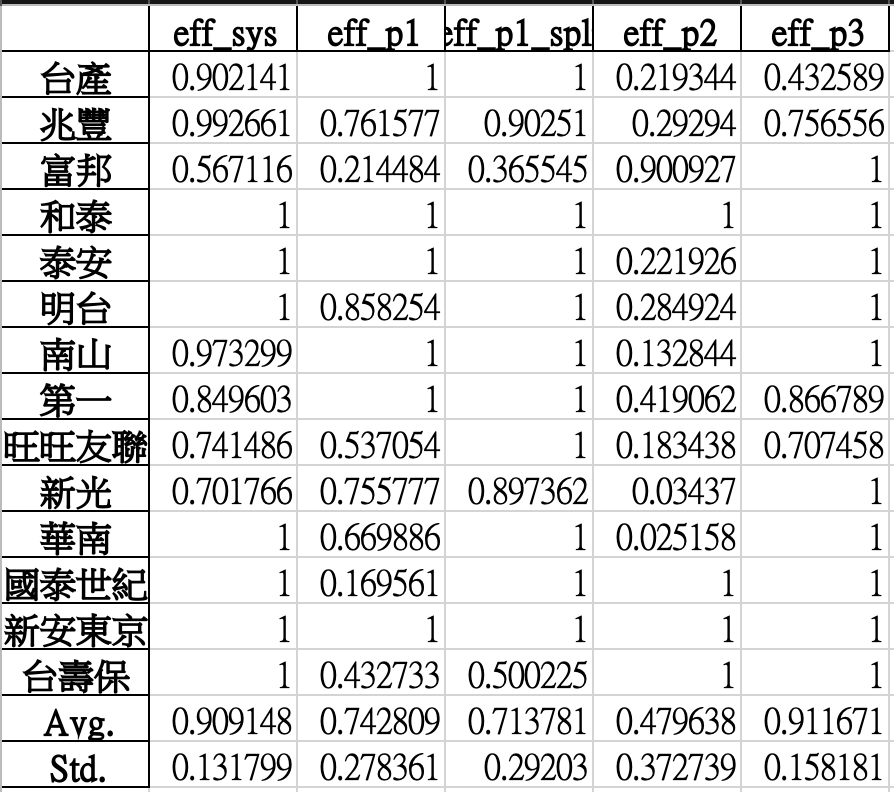 eff_sys eff_p1 eff_p1_spl eff_p2 eff_p3
台產 0.902141 1 1 0.219344 0.432589
兆豐 0.992661 0.761577 0.90251 0.29294 0.756556
富邦 0.567116 0.214484 0.365545 0.900927 1
和泰 1 1 1 1 1
泰安 1 1 1 0.221926 1
明台 1 0.858254 1 0.284924 1
南山 0.973299 1 1 0.132844 1
第一 0.849603 1 1 0.419062 0.866789
旺旺友聯 0.741486 0.537054 1 0.183438 0.707458
新光 0.701766 0.755777 0.897362 0.03437 1
華南 1 0.669886 1 0.025158 1
國泰世紀 1 0.169561 1 1 1
新安東京 1 1 1 1 1
台壽保 1 0.432733 0.500225 1 1
Avg. 0.909148 0.742809 0.713781 0.479638 0.911671
Std. 0.131799 0.278361 0.29203 0.372739 0.158181